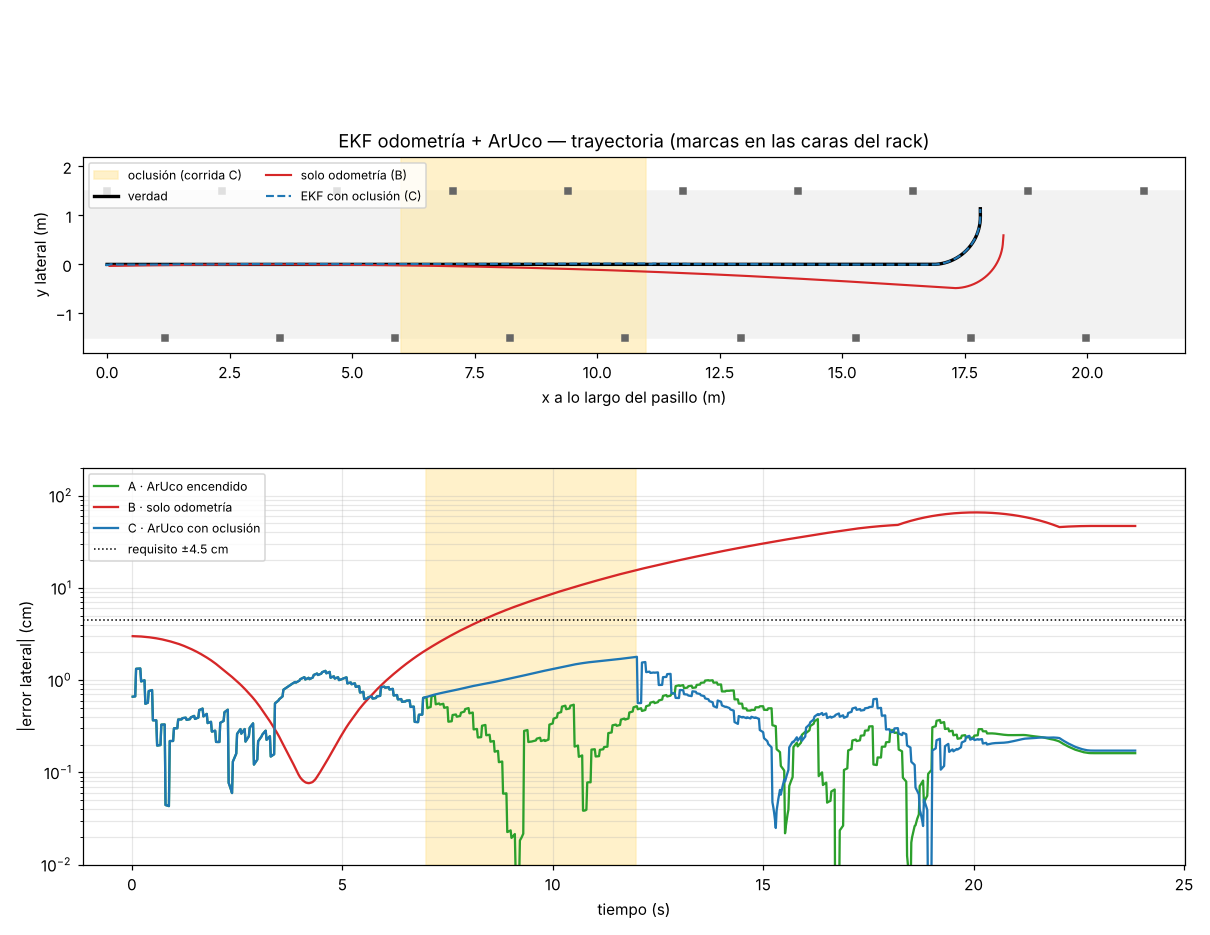 EKF odometría + ArUco — trayectoria (marcas en las caras del rack)
oclusión (corrida C)
verdad
solo odometría (B)
EKF con oclusión (C)
y lateral (m)
2
1
0
−1
0.0 2.5 5.0 7.5 10.0 12.5 15.0 17.5 20.0
x a lo largo del pasillo (m)
A · ArUco encendido
B · solo odometría
C · ArUco con oclusión
requisito ±4.5 cm
|error lateral| (cm)
10²
10¹
10⁰
10⁻¹
10⁻²
0 5 10 15 20 25
tiempo (s)